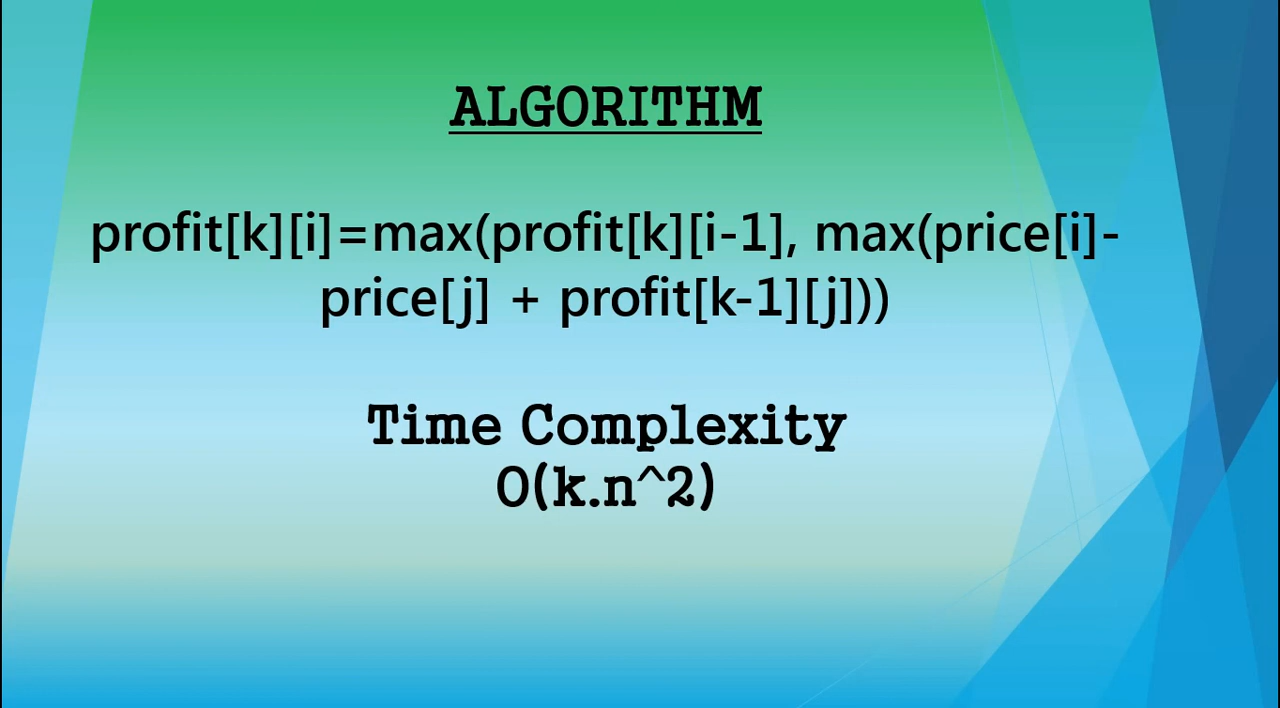 ALGORITHM
profit[k][i]=max(profit[k][i-1], max(price[i]-
price[j] + profit[k-1][j]))
Time Complexity
O(k.n^2)